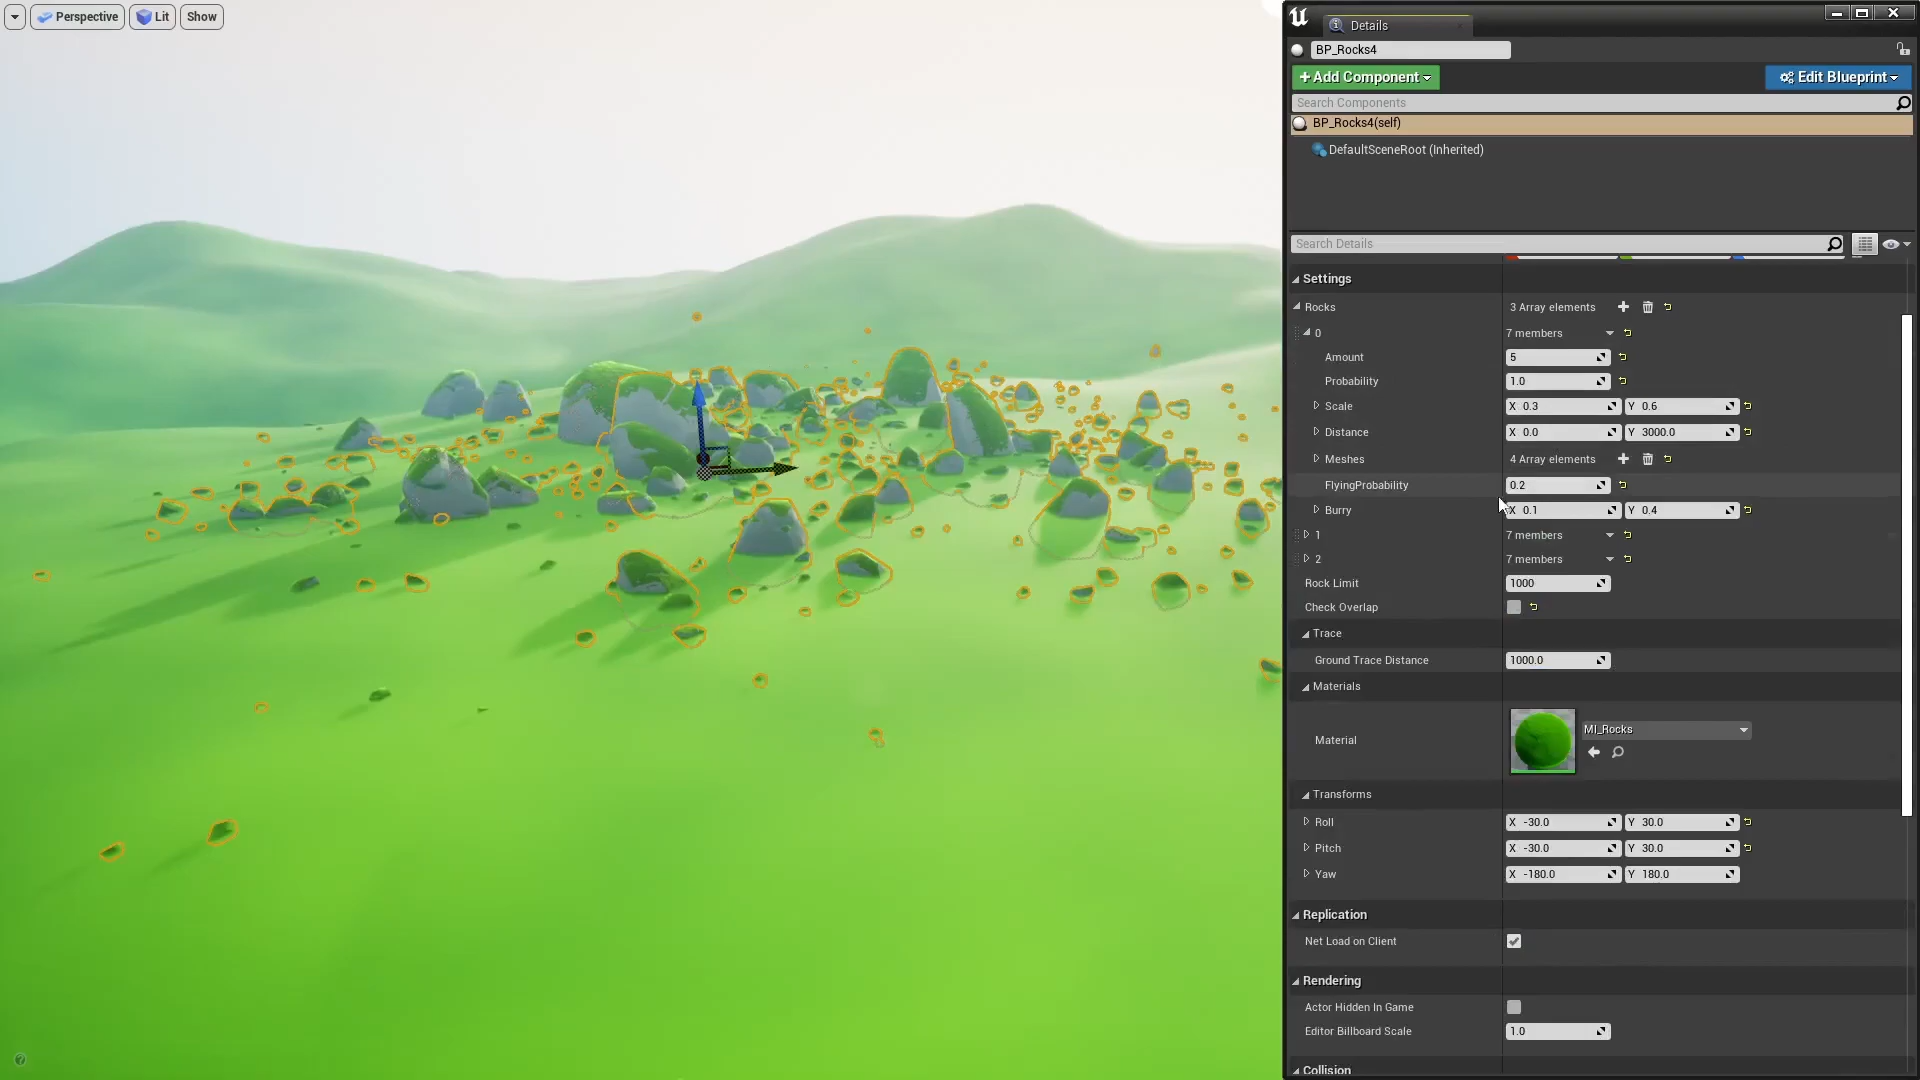 Perspective
Lit
Show
Details
BP_Rocks4
+ Add Component
Edit Blueprint
Search Components
BP_Rocks4(self)
DefaultSceneRoot (Inherited)
Search Details
Settings
Rocks 3 Array elements
0 7 members
Amount 5
Probability 1.0
Scale X 0.3 Y 0.6
Distance X 0.0 Y 3000.0
Meshes 4 Array elements
FlyingProbability 0.2
Burry X 0.1 Y 0.4
1 7 members
2 7 members
Rock Limit 1000
Check Overlap
Trace
Ground Trace Distance 1000.0
Materials
Material MI_Rocks
Transforms
Roll X -30.0 Y 30.0
Pitch X -30.0 Y 30.0
Yaw X -180.0 Y 180.0
Replication
Net Load on Client
Rendering
Actor Hidden In Game
Editor Billboard Scale 1.0
Collision